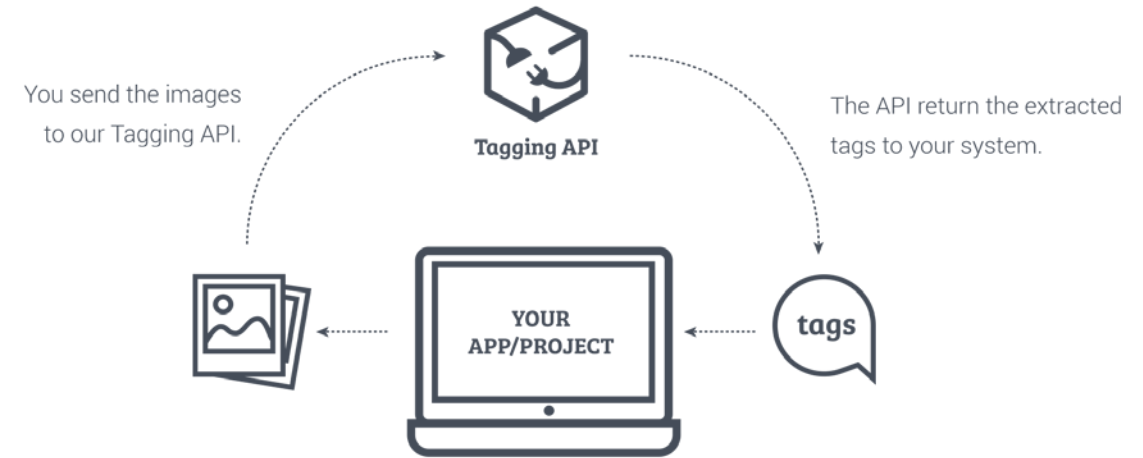 You send the images
to our Tagging API.
Tagging API
The API return the extracted
tags to your system.
YOUR
APP/PROJECT
tags